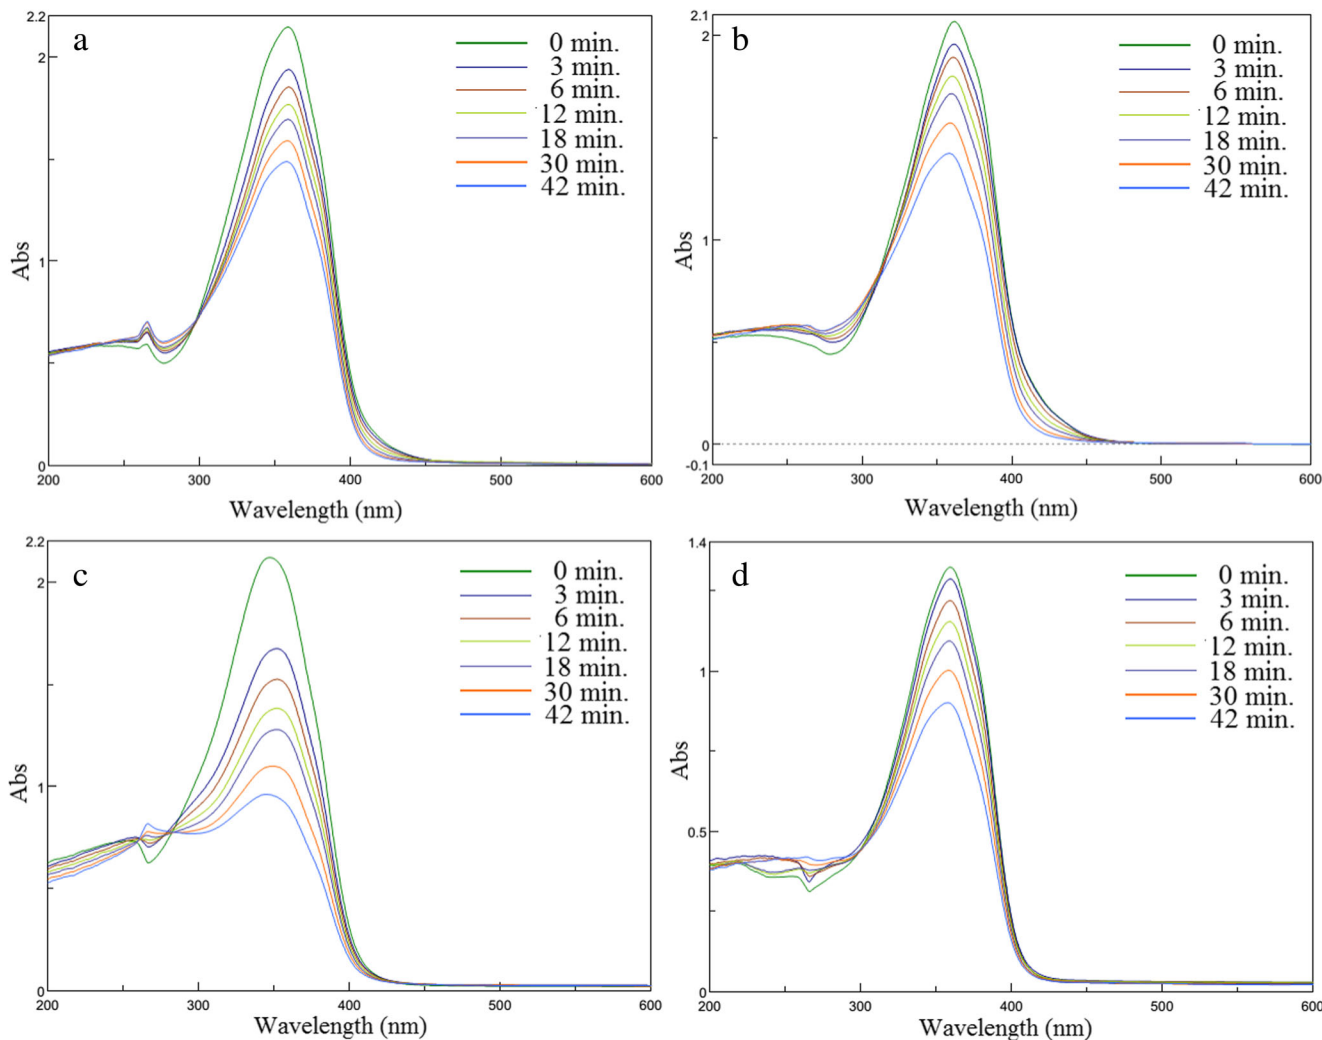 a
2.2
2
1
0
Abs
0 min.
3 min.
6 min.
12 min.
18 min.
30 min.
42 min.
200 300 400 500 600
Wavelength (nm)
b
2.1
2
1
0
-0.1
Abs
0 min.
3 min.
6 min.
12 min.
18 min.
30 min.
42 min.
200 300 400 500 600
Wavelength (nm)
c
2.2
2
1
0
Abs
0 min.
3 min.
6 min.
12 min.
18 min.
30 min.
42 min.
200 300 400 500 600
Wavelength (nm)
d
1.4
1
0.5
0
Abs
0 min.
3 min.
6 min.
12 min.
18 min.
30 min.
42 min.
200 300 400 500 600
Wavelength (nm)